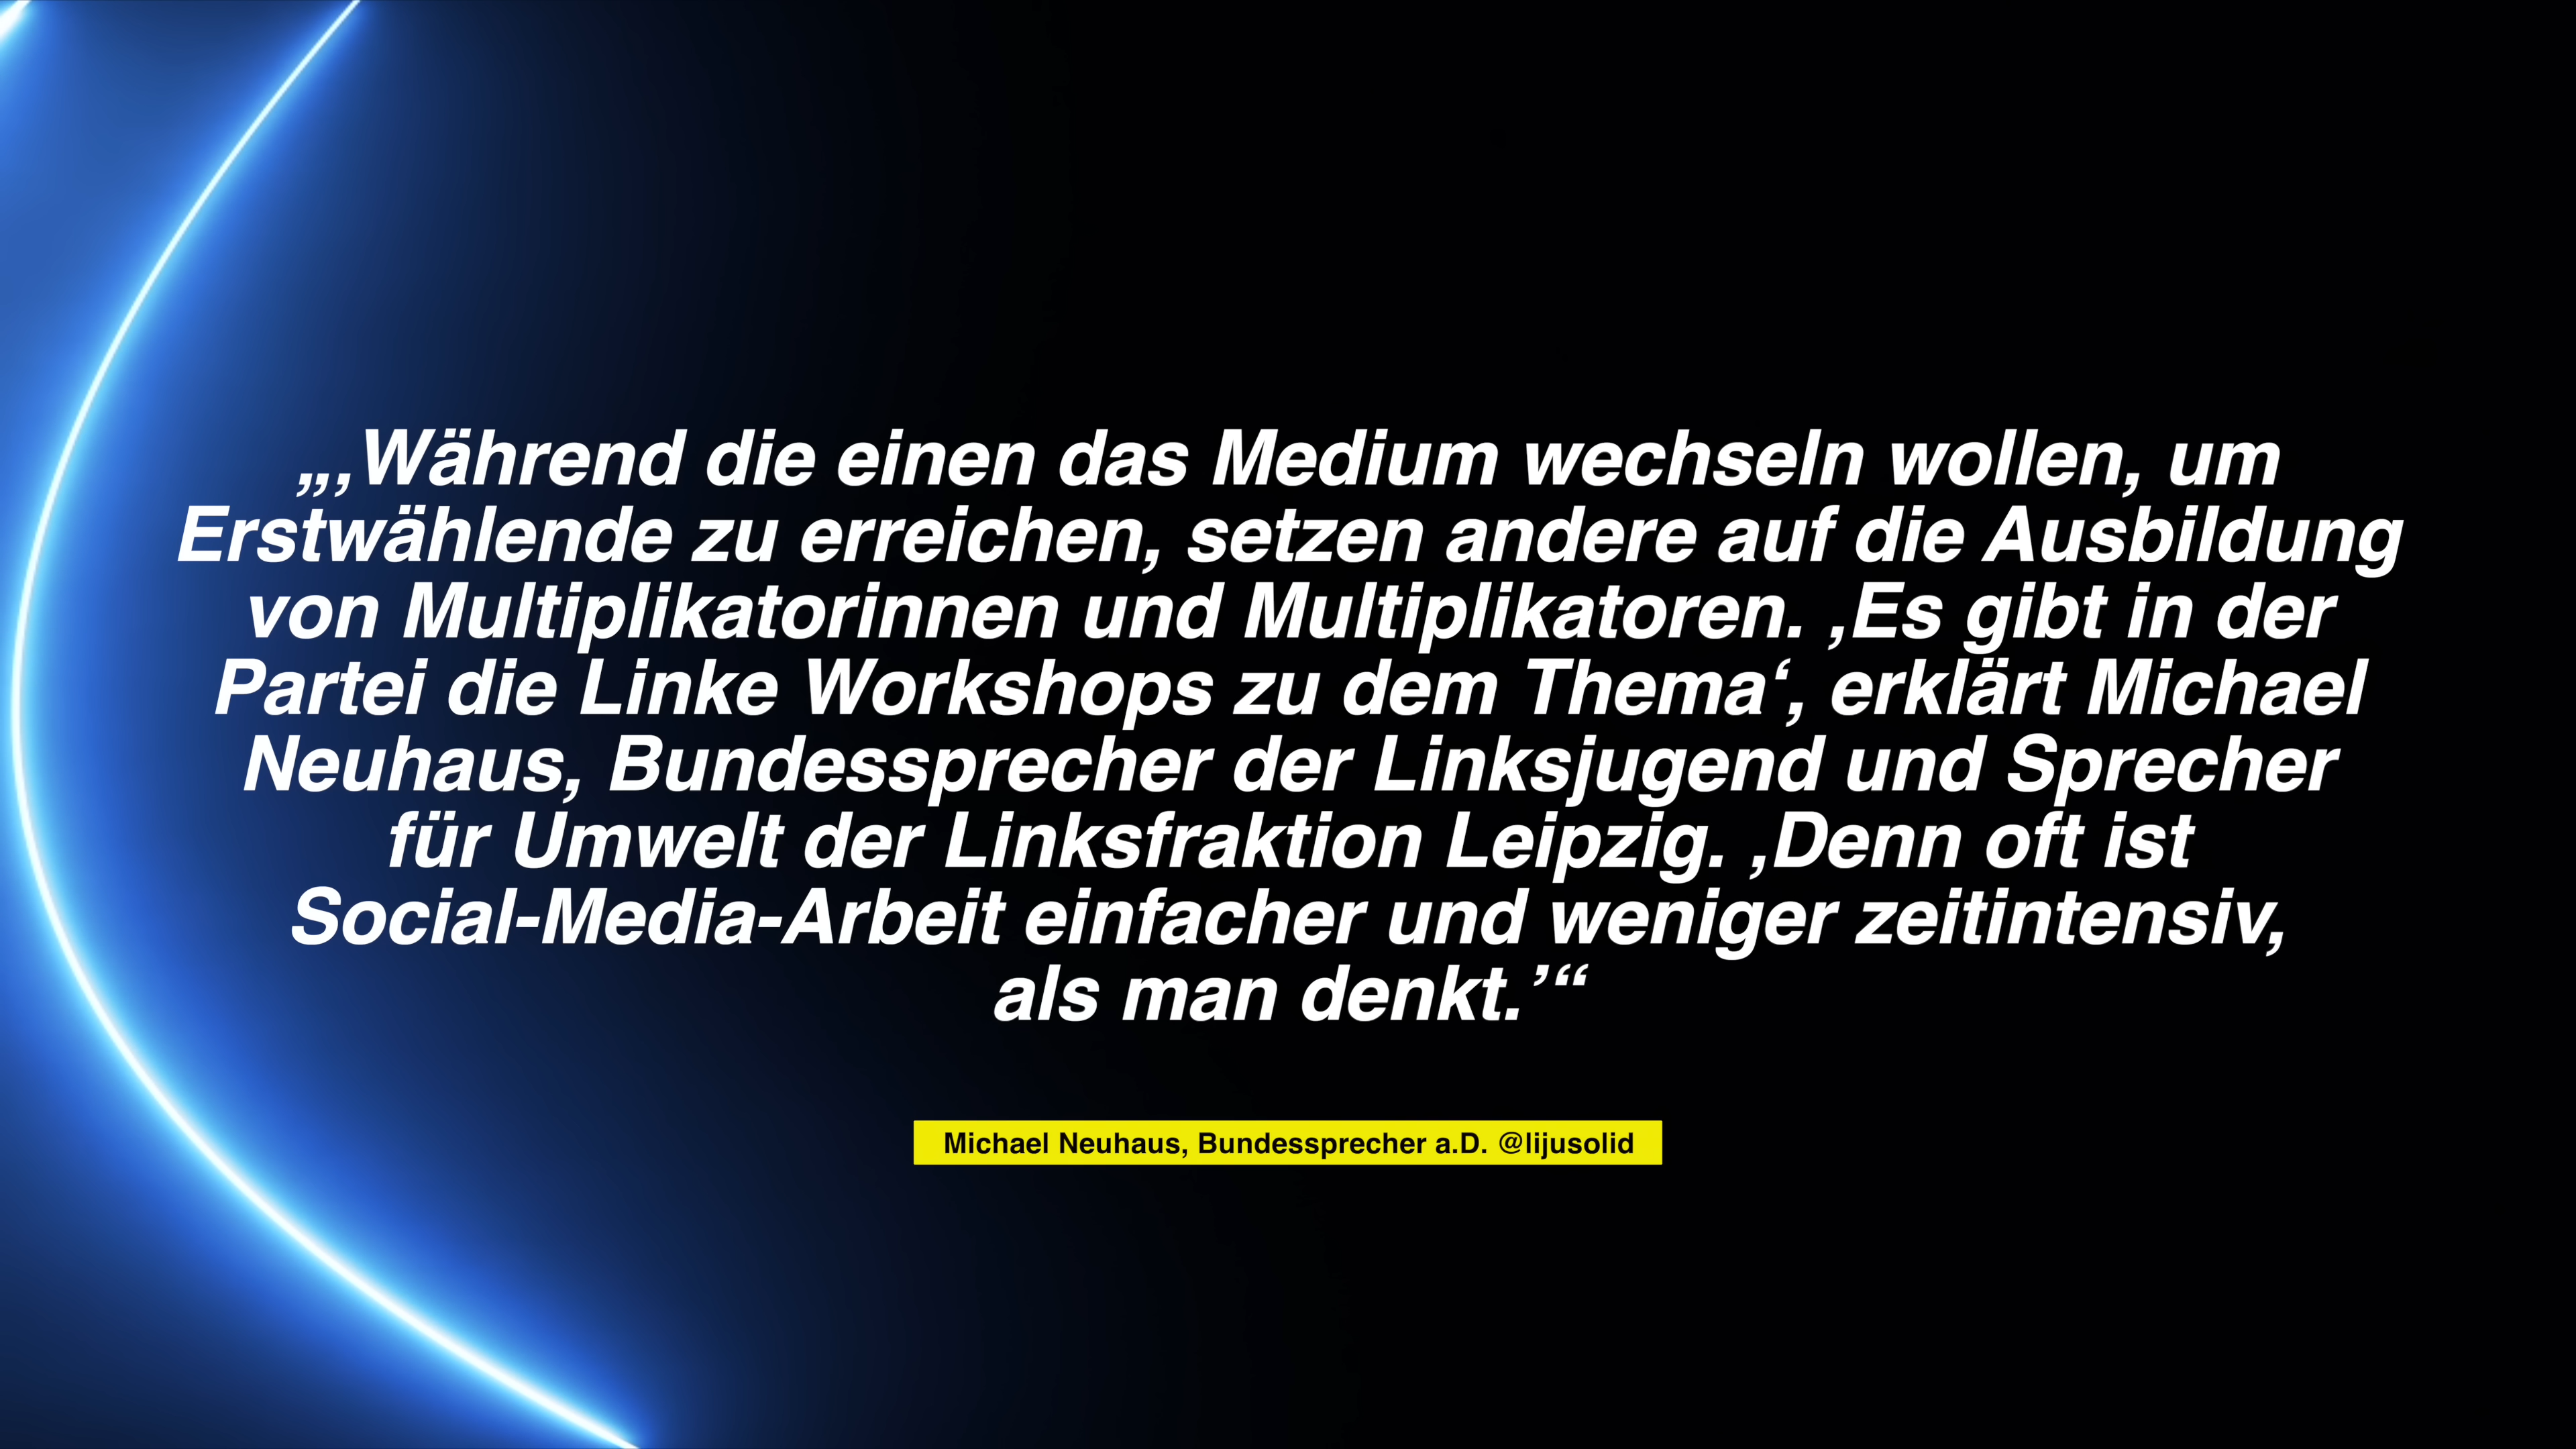 „‚Während die einen das Medium wechseln wollen, um
Erstwählende zu erreichen, setzen andere auf die Ausbildung
von Multiplikatorinnen und Multiplikatoren. ‚Es gibt in der
Partei die Linke Workshops zu dem Thema‘, erklärt Michael
Neuhaus, Bundessprecher der Linksjugend und Sprecher
für Umwelt der Linksfraktion Leipzig. ‚Denn oft ist
Social-Media-Arbeit einfacher und weniger zeitintensiv,
als man denkt.’“
Michael Neuhaus, Bundessprecher a.D. @lijusolid